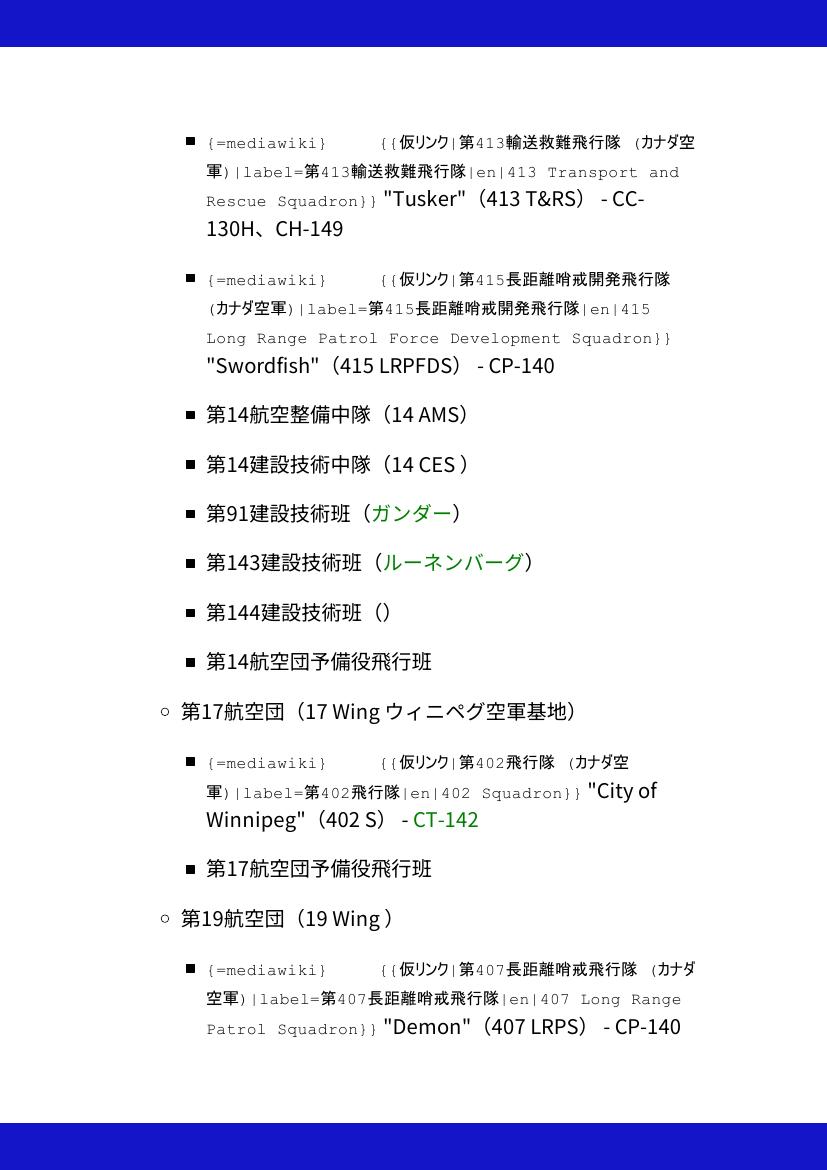 {=mediawiki} {{仮リンク|第413輸送救難飛行隊 (カナダ空
軍)|label=第413輸送救難飛行隊|en|413 Transport and
Rescue Squadron}} "Tusker"（413 T&RS） - CC-
130H、CH-149
{=mediawiki} {{仮リンク|第415長距離哨戒開発飛行隊
(カナダ空軍)|label=第415長距離哨戒開発飛行隊|en|415
Long Range Patrol Force Development Squadron}}
"Swordfish"（415 LRPFDS） - CP-140
第14航空整備中隊（14 AMS）
第14建設技術中隊（14 CES ）
第91建設技術班（ガンダー）
第143建設技術班（ルーネンバーグ）
第144建設技術班（）
第14航空団予備役飛行班
第17航空団（17 Wing ウィニペグ空軍基地）
{=mediawiki} {{仮リンク|第402飛行隊 (カナダ空
軍)|label=第402飛行隊|en|402 Squadron}} "City of
Winnipeg"（402 S） - CT-142
第17航空団予備役飛行班
第19航空団（19 Wing ）
{=mediawiki} {{仮リンク|第407長距離哨戒飛行隊 (カナダ
空軍)|label=第407長距離哨戒飛行隊|en|407 Long Range
Patrol Squadron}} "Demon"（407 LRPS） - CP-140